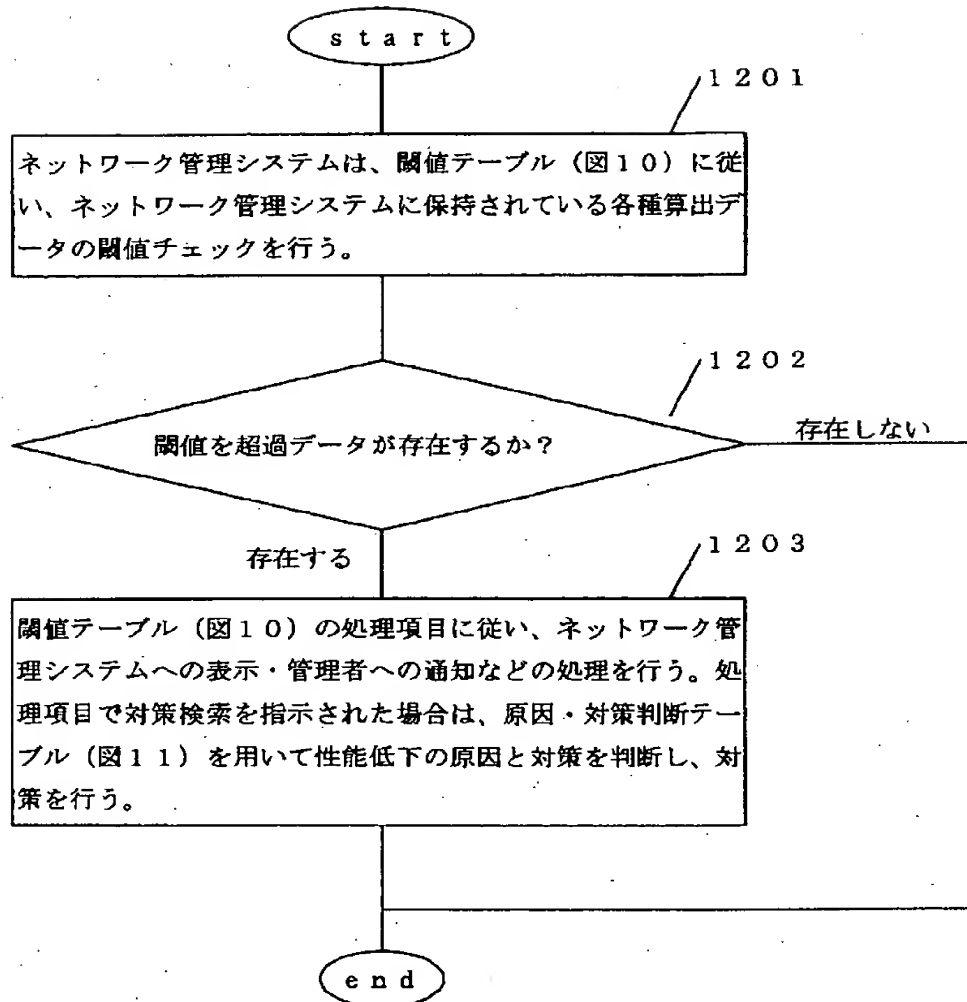 start
1201
ネットワーク管理システムは、閾値テーブル（図10）に従
い、ネットワーク管理システムに保持されている各種算出デ
ータの閾値チェックを行う。
1202
閾値を超過データが存在するか？
存在しない
存在する
1203
閾値テーブル（図10）の処理項目に従い、ネットワーク管
理システムへの表示・管理者への通知などの処理を行う。処
理項目で対策検索を指示された場合は、原因・対策判断テー
ブル（図11）を用いて性能低下の原因と対策を判断し、対
策を行う。
end